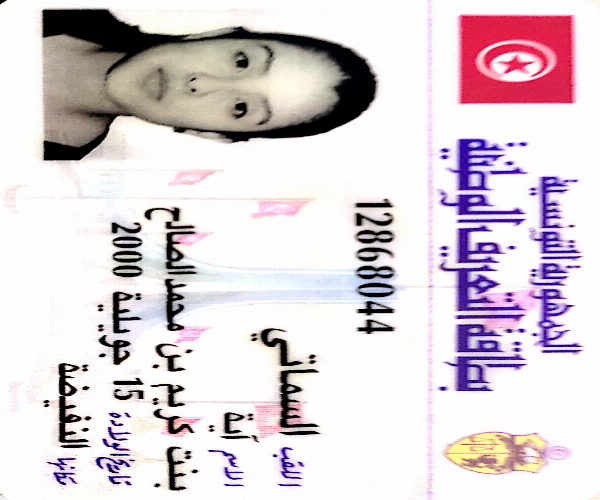 الجمهورية التونسية
بطاقة التعريف الوطنية
12868044
اللقب السماتي
الاسم آية
بنت كريم بن محمد الصالح
تاريخ الولادة 15 جويلية 2000
مكانها النفيضة